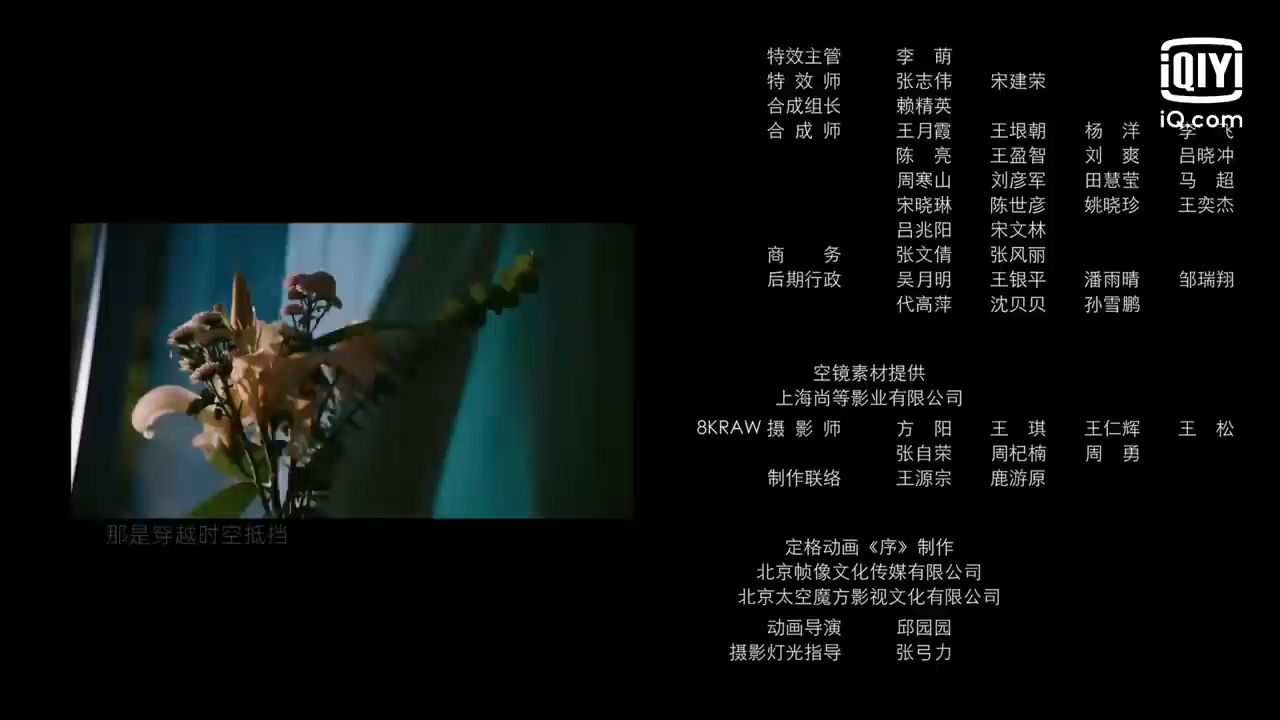 iQIYI
iQ.com
特效主管 李 萌
特 效 师 张志伟 宋建荣
合成组长 赖精英
合 成 师 王月霞 王垠朝 杨 洋 李 飞
陈 亮 王盈智 刘 爽 吕晓冲
周寒山 刘彦军 田慧莹 马 超
宋晓琳 陈世彦 姚晓珍 王奕杰
吕兆阳 宋文林
商 务 张文倩 张风丽
后期行政 吴月明 王银平 潘雨晴 邹瑞翔
代高萍 沈贝贝 孙雪鹏
空镜素材提供
上海尚等影业有限公司
8KRAW 摄 影 师 方 阳 王 琪 王仁辉 王 松
张自荣 周杞楠 周 勇
制作联络 王源宗 鹿游原
那是穿越时空抵挡
定格动画《序》制作
北京帧像文化传媒有限公司
北京太空魔方影视文化有限公司
动画导演 邱园园
摄影灯光指导 张弓力